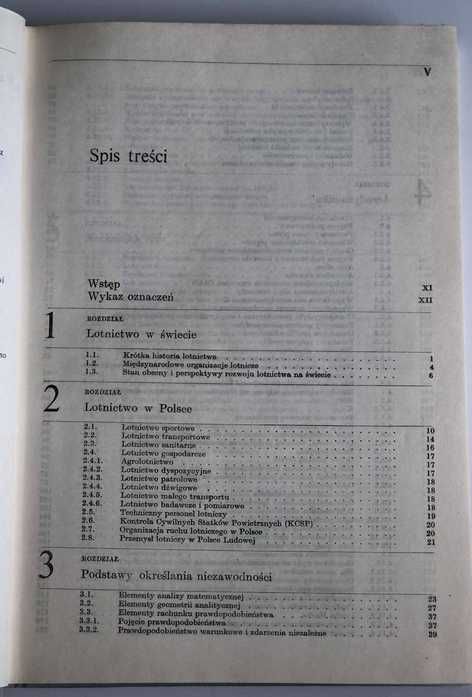 V
Spis treści
Wstęp XI
Wykaz oznaczeń XII
1 ROZDZIAŁ
Lotnictwo w świecie
1.1. Krótka historia lotnictwa 1
1.2. Międzynarodowe organizacje lotnicze 4
1.3. Stan obecny i perspektywy rozwoju lotnictwa na świecie 6
2 ROZDZIAŁ
Lotnictwo w Polsce
2.1. Lotnictwo sportowe 10
2.2. Lotnictwo transportowe 14
2.3. Lotnictwo sanitarne 16
2.4. Lotnictwo gospodarcze 17
2.4.1. Agrolotnictwo 17
2.4.2. Lotnictwo dyspozycyjne 17
2.4.3. Lotnictwo patrolowe 18
2.4.4. Lotnictwo dźwigowe 18
2.4.5. Lotnictwo małego transportu 18
2.4.6. Lotnictwo badawcze i pomiarowe 18
2.5. Techniczny personel lotniczy 19
2.6. Kontrola Cywilnych Statków Powietrznych (KCSP) 20
2.7. Organizacja ruchu lotniczego w Polsce 20
2.8. Przemysł lotniczy w Polsce Ludowej 21
3 ROZDZIAŁ
Podstawy określania niezawodności
3.1. Elementy analizy matematycznej 23
3.2. Elementy geometrii analitycznej 27
3.3. Elementy rachunku prawdopodobieństwa 37
3.3.1. Pojęcie prawdopodobieństwa 37
3.3.2. Prawdopodobieństwo warunkowe i zdarzenia niezależne 39